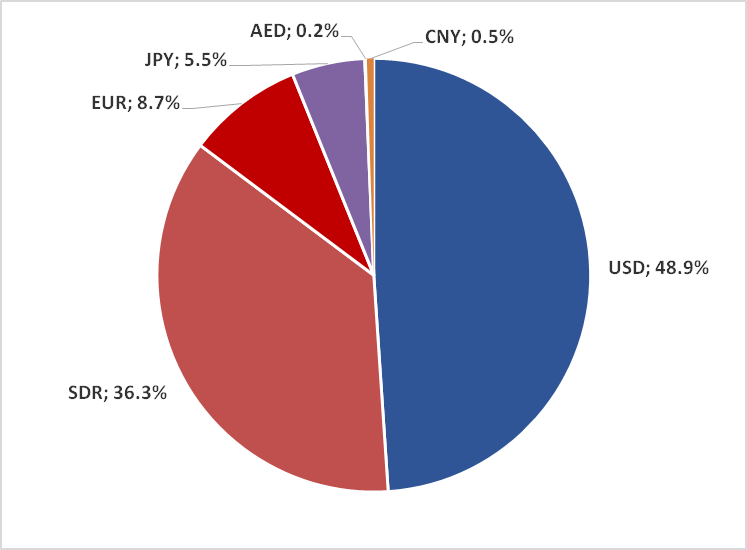 AED; 0.2%
CNY; 0.5%
JPY; 5.5%
EUR; 8.7%
USD; 48.9%
SDR; 36.3%